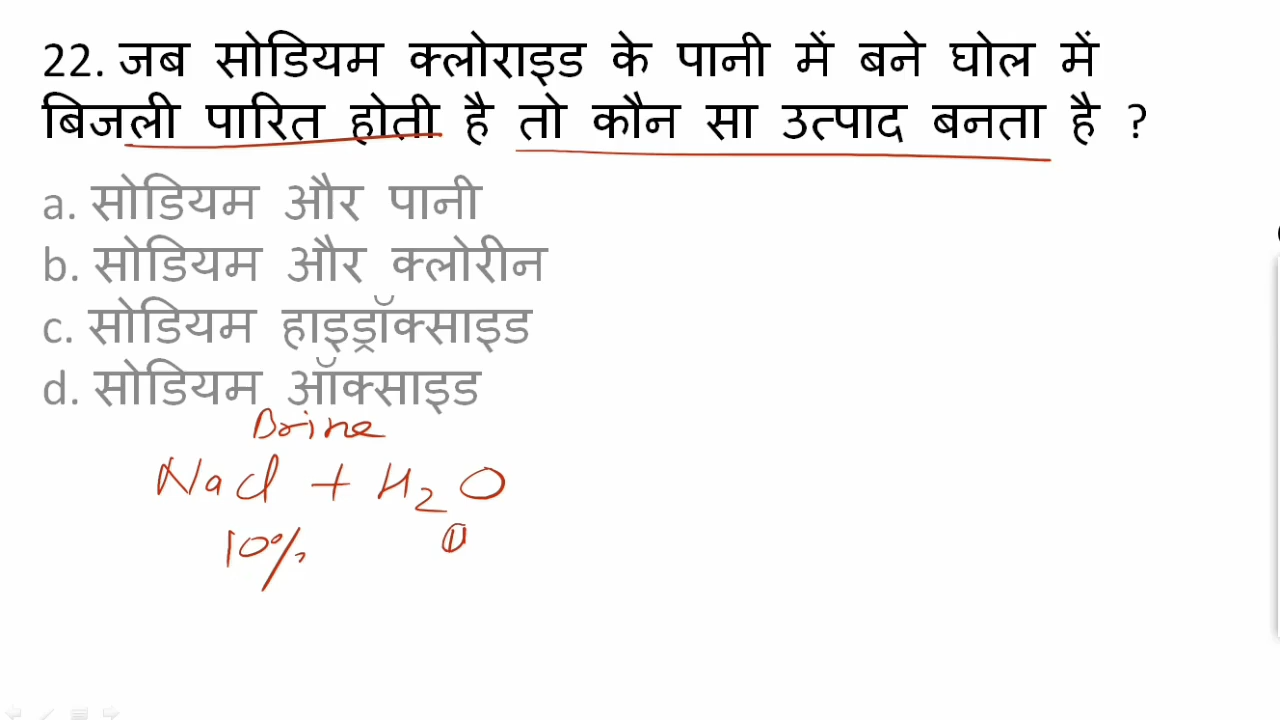 22. जब सोडियम क्लोराइड के पानी में बने घोल में
बिजली पारित होती है तो कौन सा उत्पाद बनता है ?
a. सोडियम और पानी
b. सोडियम और क्लोरीन
c. सोडियम हाइड्रॉक्साइड
d. सोडियम ऑक्साइड
Brine
NaCl + H2O
10%